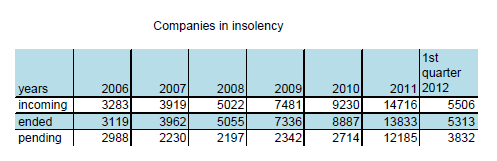 Companies in insolency
years 2006 2007 2008 2009 2010 2011 1st quarter 2012
incoming 3283 3919 5022 7481 9230 14716 5506
ended 3119 3962 5055 7336 8887 13833 5313
pending 2988 2230 2197 2342 2714 12185 3832